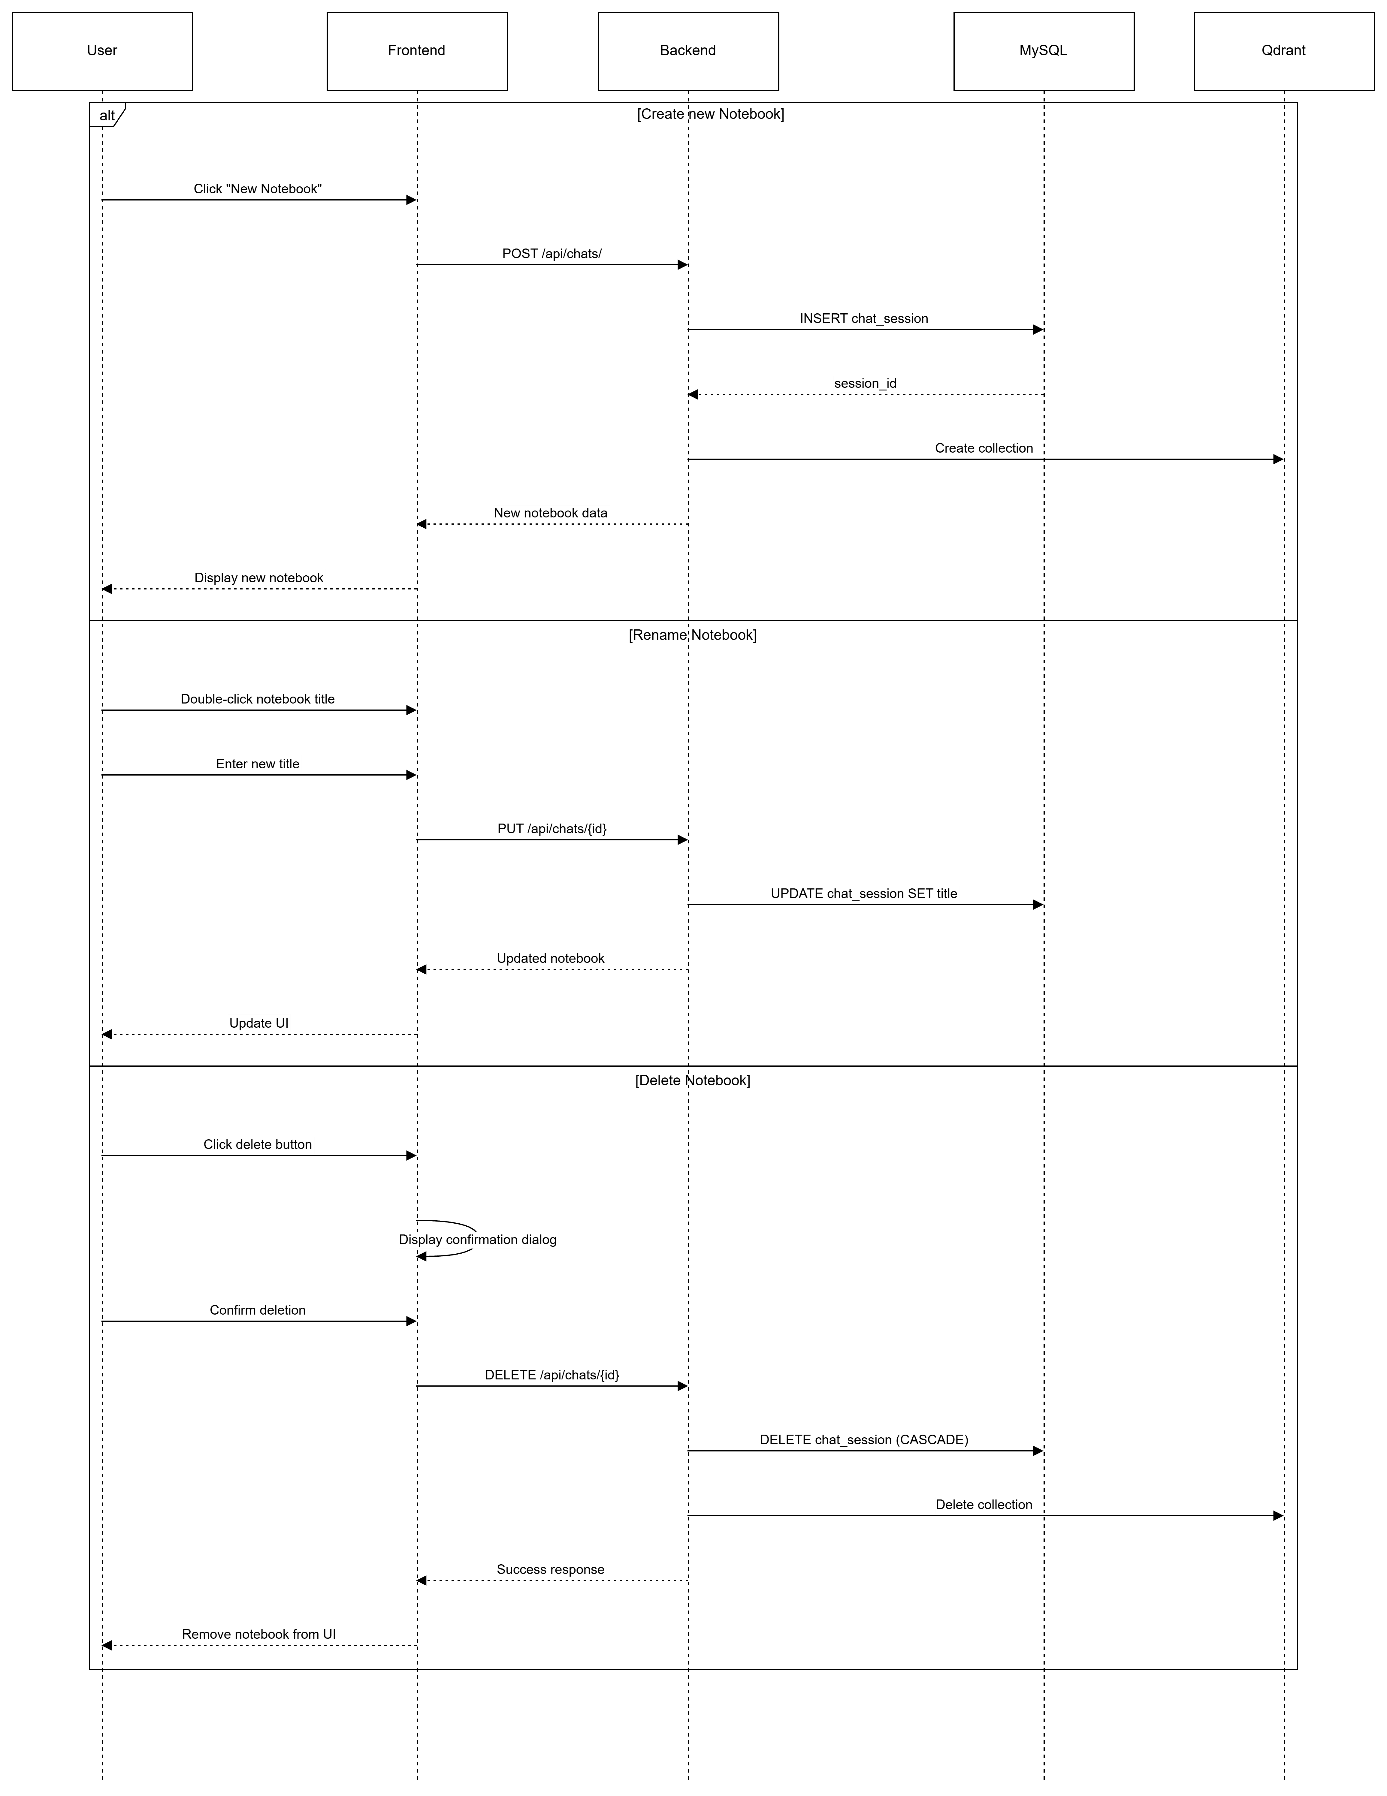 User
Frontend
Backend
MySQL
Qdrant
alt
[Create new Notebook]
Click "New Notebook"
POST /api/chats/
INSERT chat_session
session_id
Create collection
New notebook data
Display new notebook
[Rename Notebook]
Double-click notebook title
Enter new title
PUT /api/chats/{id}
UPDATE chat_session SET title
Updated notebook
Update UI
[Delete Notebook]
Click delete button
Display confirmation dialog
Confirm deletion
DELETE /api/chats/{id}
DELETE chat_session (CASCADE)
Delete collection
Success response
Remove notebook from UI